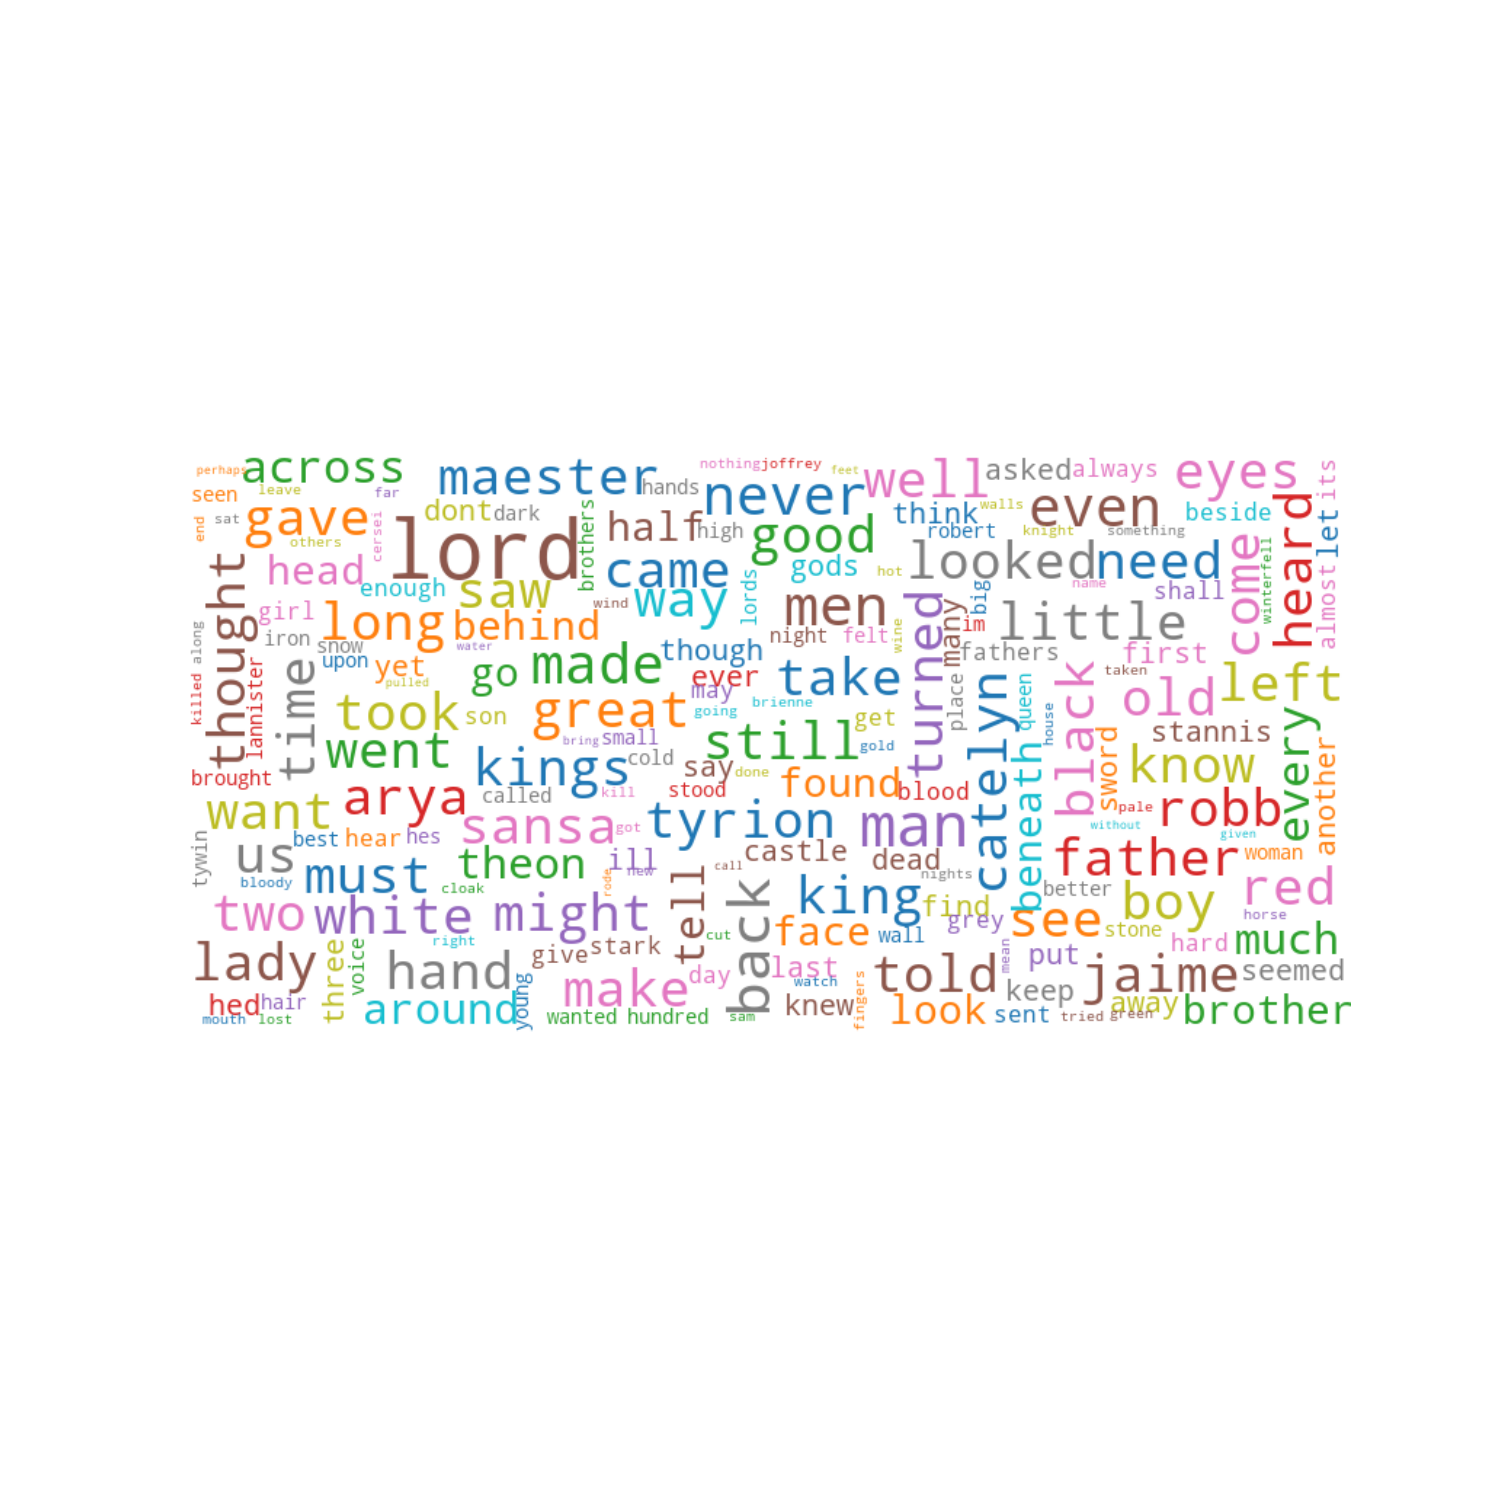 perhaps across maester nothing joffrey feet well asked always eyes its
seen leave far hands never even beside
end sat gave cersei dont dark brothers half high good think walls robert knight something heard let
others lord looked need come winterfell almost
thought head enough saw came way lords gods hot big name shall
girl long behind wind men turned many im little
killed along iron snow upon yet water though night felt wine fathers first
lannister time pulled go made ever may take place catelyn queen black taken old left
took son great going brienne get house stannis every
went kings bring small cold still gold beneath sword know another
brought called kill say done found blood
want arya stood pale robb
tywin us best hear hes sansa got tyrion man without given
bloody must theon ill new call castle dead father woman
cloak rode tell back nights better boy red
two white might king find see horse
right cut face wall grey stone hard much
lady three voice hand give stark day last watch told mean put jaime seemed
hed hair around young make knew fingers look keep away brother
mouth lost wanted hundred sam sent tried green